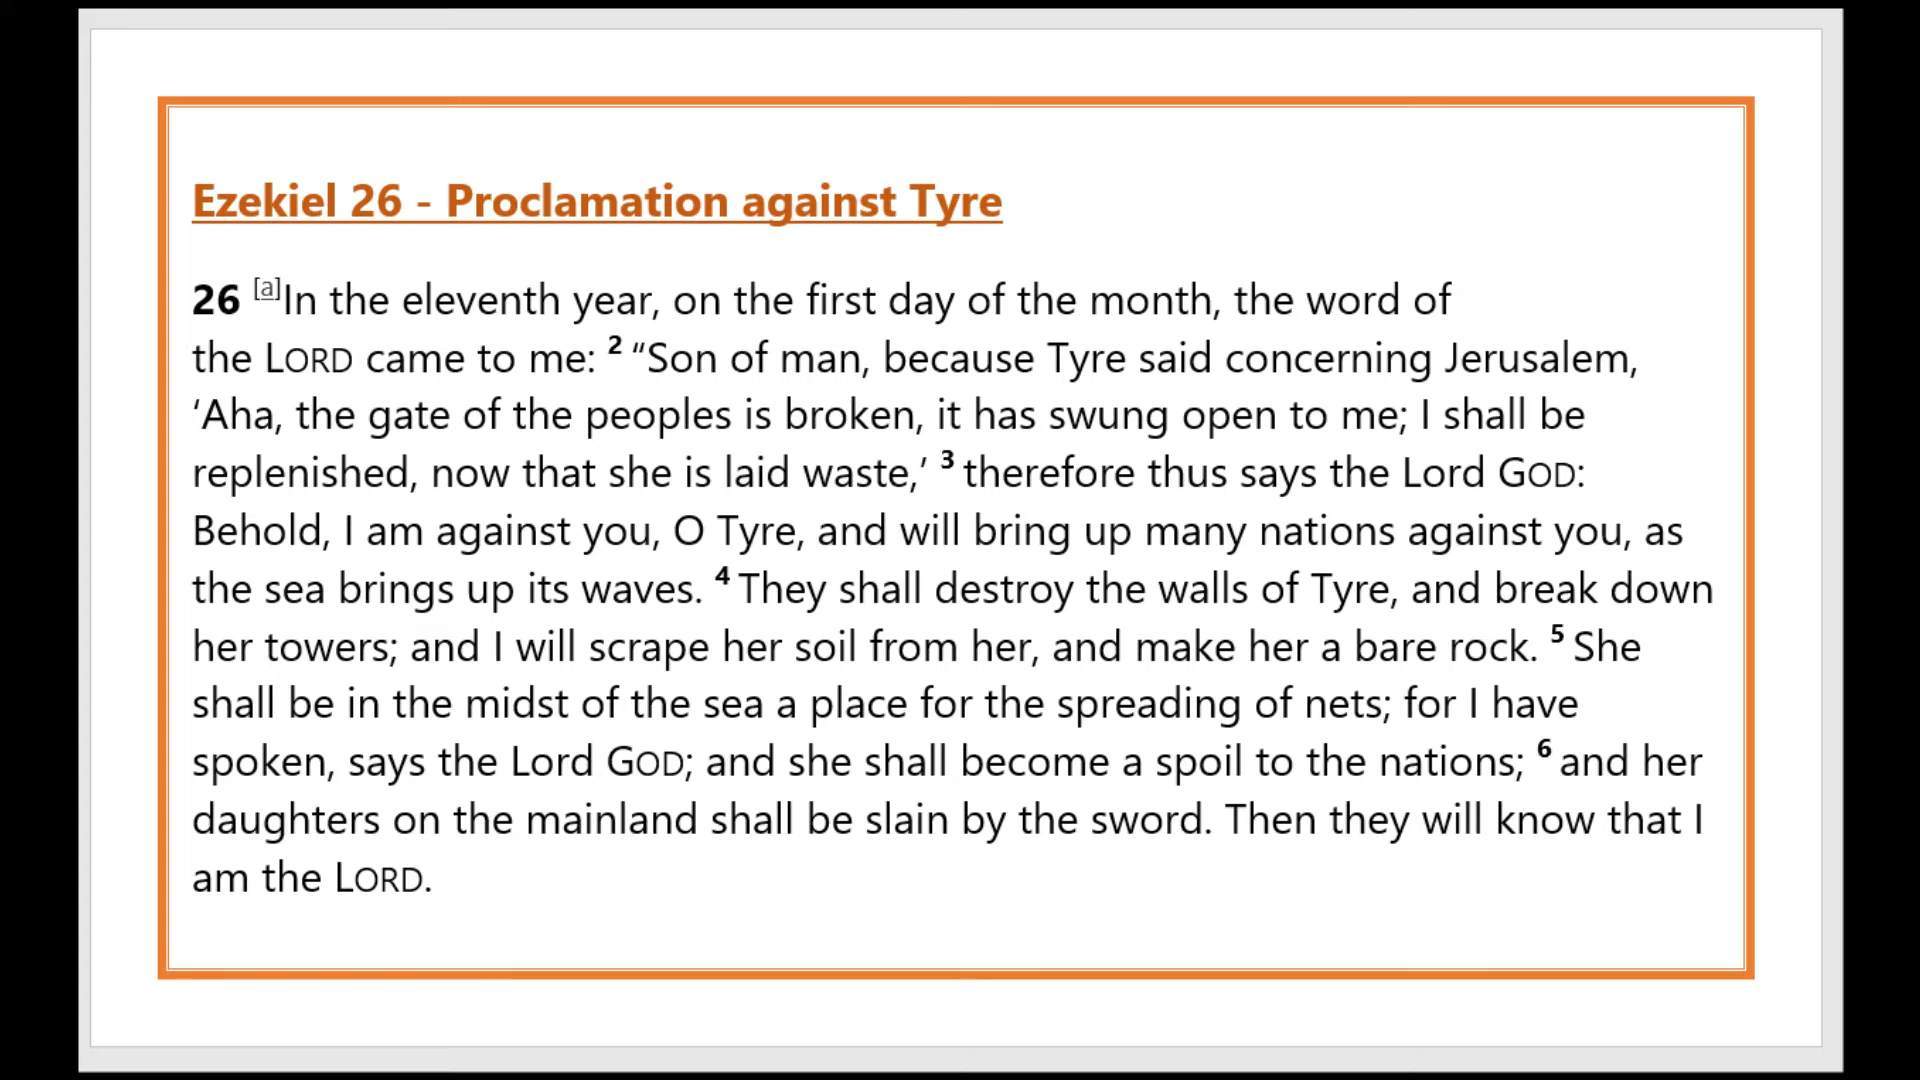 Ezekiel 26 - Proclamation against Tyre
26 [a]In the eleventh year, on the first day of the month, the word of
the LORD came to me: 2 “Son of man, because Tyre said concerning Jerusalem,
‘Aha, the gate of the peoples is broken, it has swung open to me; I shall be
replenished, now that she is laid waste,’ 3 therefore thus says the Lord GOD:
Behold, I am against you, O Tyre, and will bring up many nations against you, as
the sea brings up its waves. 4 They shall destroy the walls of Tyre, and break down
her towers; and I will scrape her soil from her, and make her a bare rock. 5 She
shall be in the midst of the sea a place for the spreading of nets; for I have
spoken, says the Lord GOD; and she shall become a spoil to the nations; 6 and her
daughters on the mainland shall be slain by the sword. Then they will know that I
am the LORD.